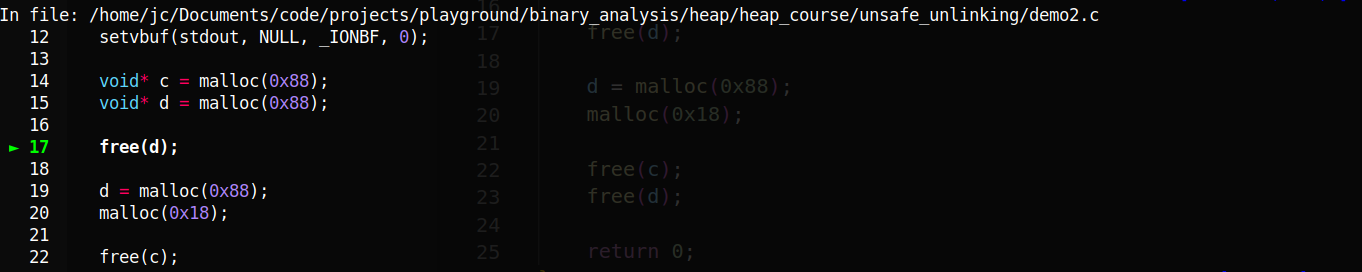 In file: /home/jc/Documents/code/projects/playground/binary_analysis/heap/heap_course/unsafe_unlinking/demo2.c
12 setvbuf(stdout, NULL, _IONBF, 0);
13
14 void* c = malloc(0x88);
15 void* d = malloc(0x88);
16
► 17 free(d);
18
19 d = malloc(0x88);
20 malloc(0x18);
21
22 free(c);
16
17 free(d);
18
19 d = malloc(0x88);
20 malloc(0x18);
21
22 free(c);
23 free(d);
24
25 return 0;